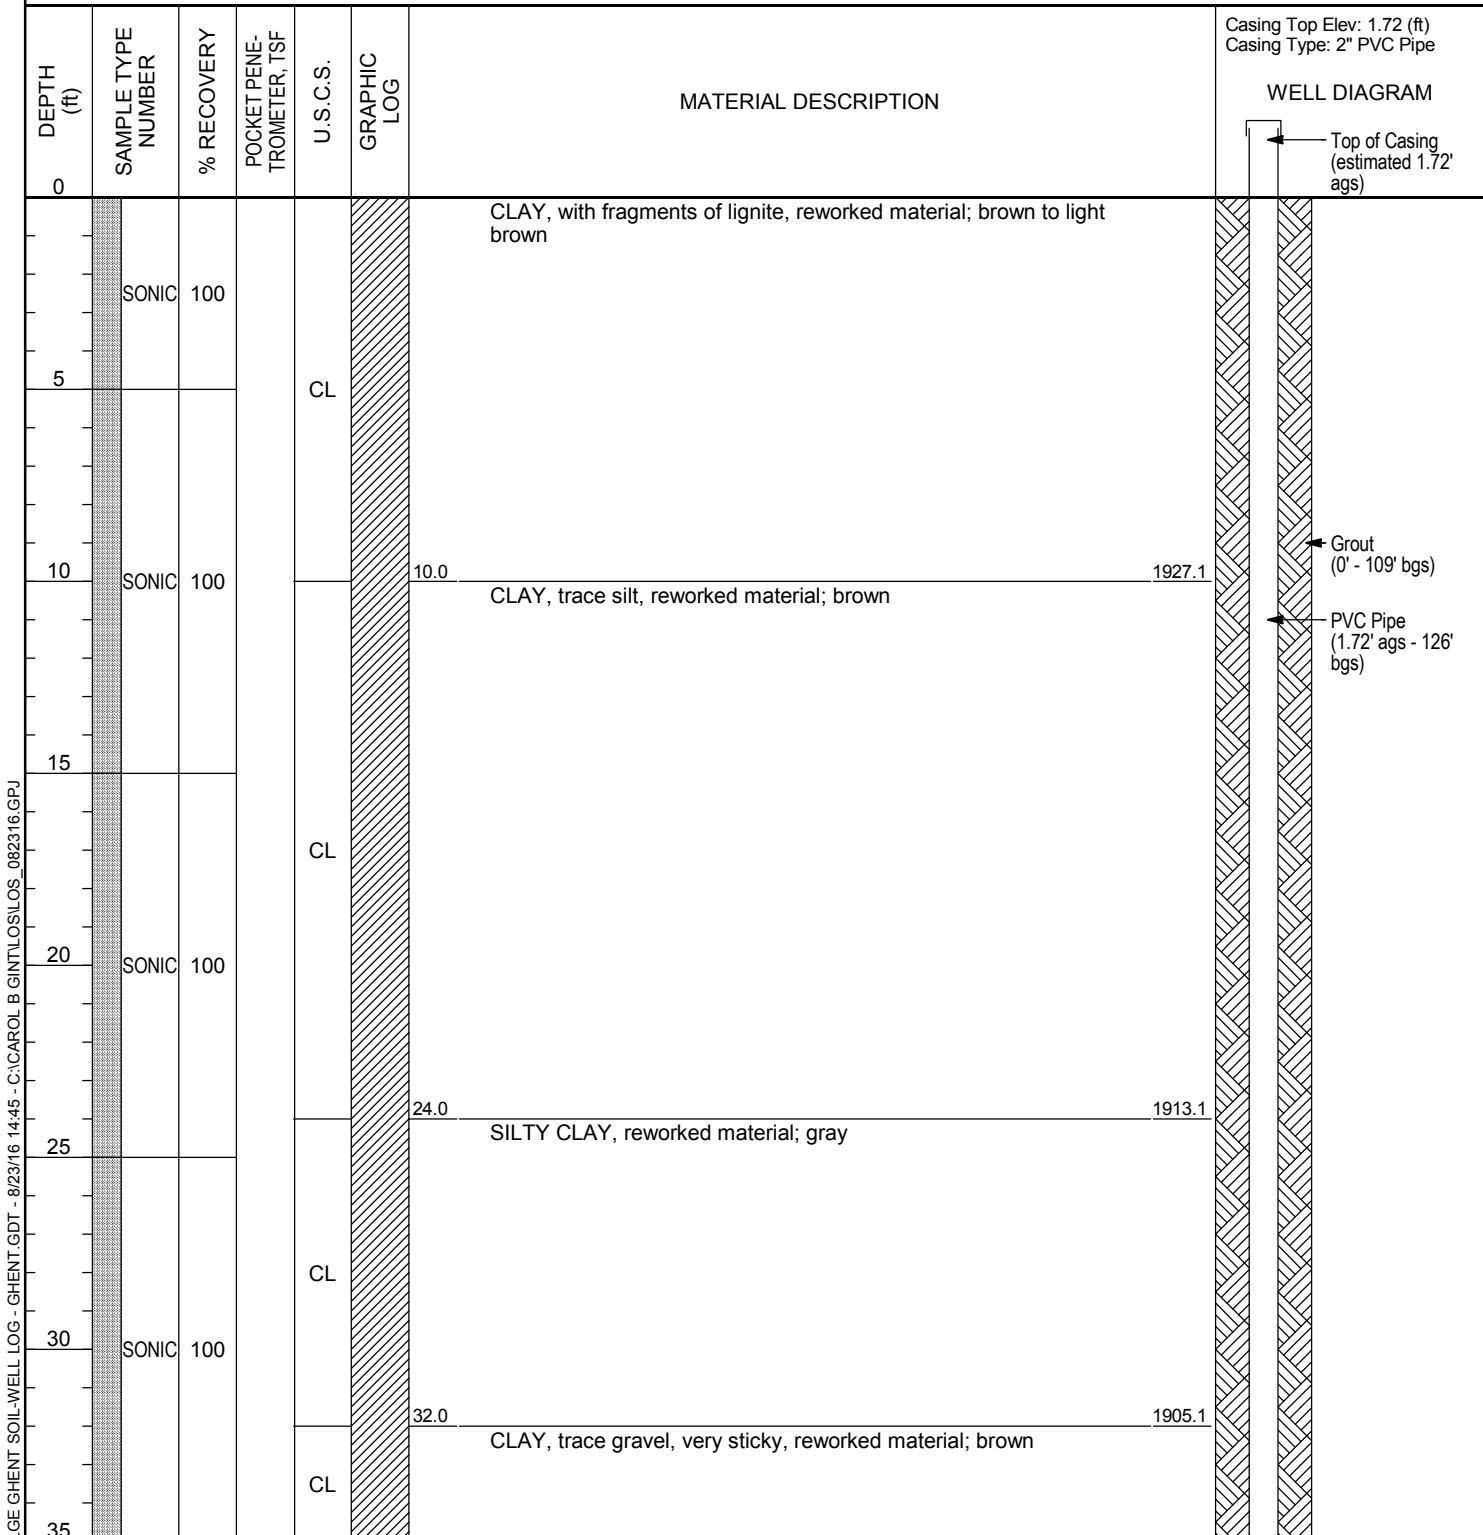 Casing Top Elev: 1.72 (ft)
Casing Type: 2" PVC Pipe
DEPTH
(ft)
SAMPLE TYPE
NUMBER
% RECOVERY
POCKET PENE-
TROMETER, TSF
U.S.C.S.
GRAPHIC
LOG
MATERIAL DESCRIPTION
WELL DIAGRAM
Top of Casing
(estimated 1.72'
ags)
0
CLAY, with fragments of lignite, reworked material; brown to light
brown
SONIC 100
5
CL
Grout
(0' - 109' bgs)
10
SONIC 100
10.0 1927.1
CLAY, trace silt, reworked material; brown
PVC Pipe
(1.72' ags - 126'
bgs)
15
CL
20
SONIC 100
24.0 1913.1
SILTY CLAY, reworked material; gray
25
CL
30
SONIC 100
32.0 1905.1
CLAY, trace gravel, very sticky, reworked material; brown
CL
35
GE GHENT SOIL-WELL LOG - GHENT.GDT - 8/23/16 14:45 - C:\CAROL B GINT\LOS\LOS_082316.GPJ